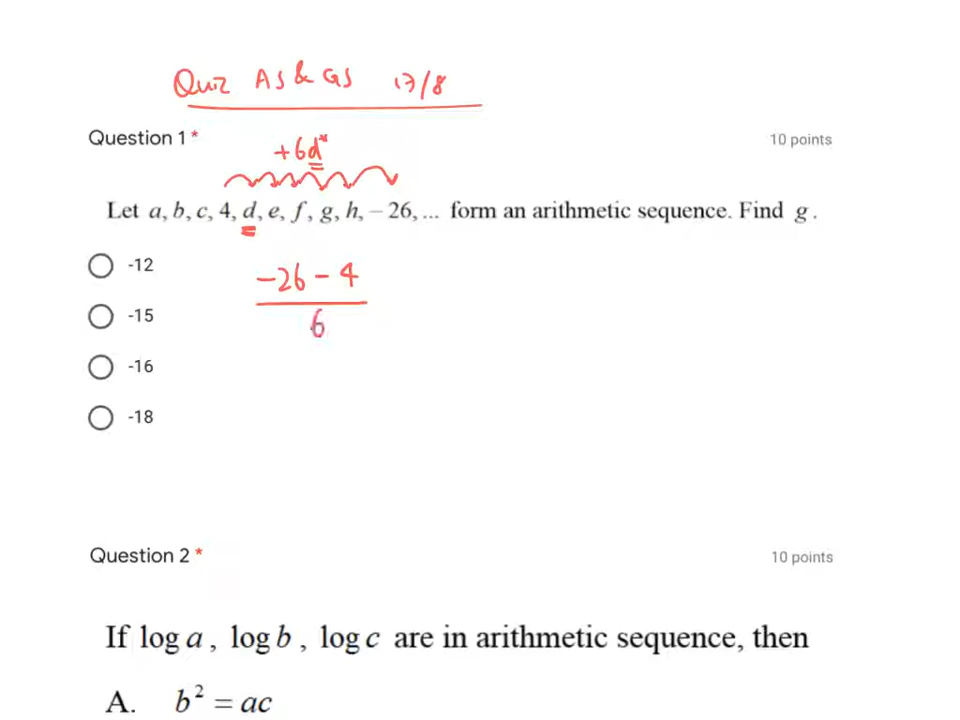 Quiz AS & GS 17/8
Question 1 *
10 points
+6d*
Let a, b, c, 4, d, e, f, g, h, – 26, ... form an arithmetic sequence. Find g.
-12
-15
-16
-18
-26 - 4
6
Question 2 *
10 points
If log a, log b, log c are in arithmetic sequence, then
A. b² = ac